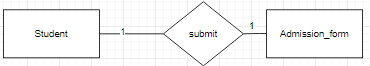 Student
1
submit
1
Admission_form